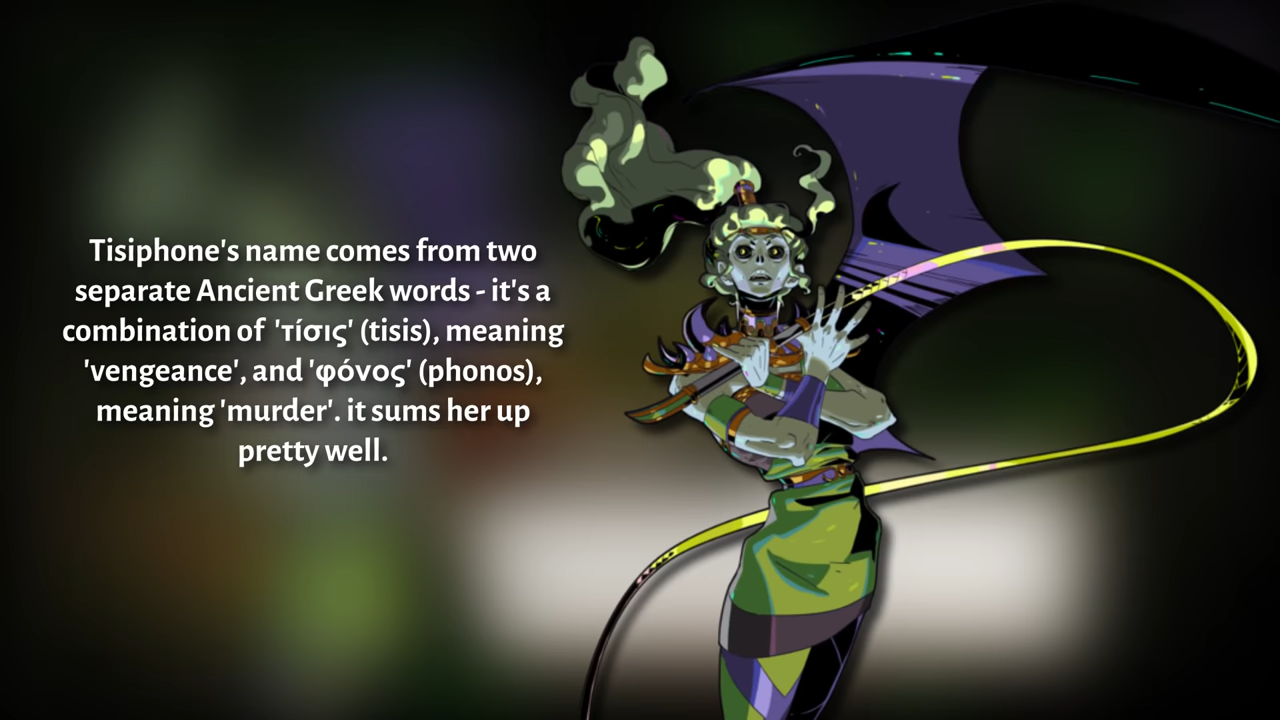 Tisiphone's name comes from two
separate Ancient Greek words - it's a
combination of 'τίσις' (tisis), meaning
'vengeance', and 'φόνος' (phonos),
meaning 'murder'. it sums her up
pretty well.